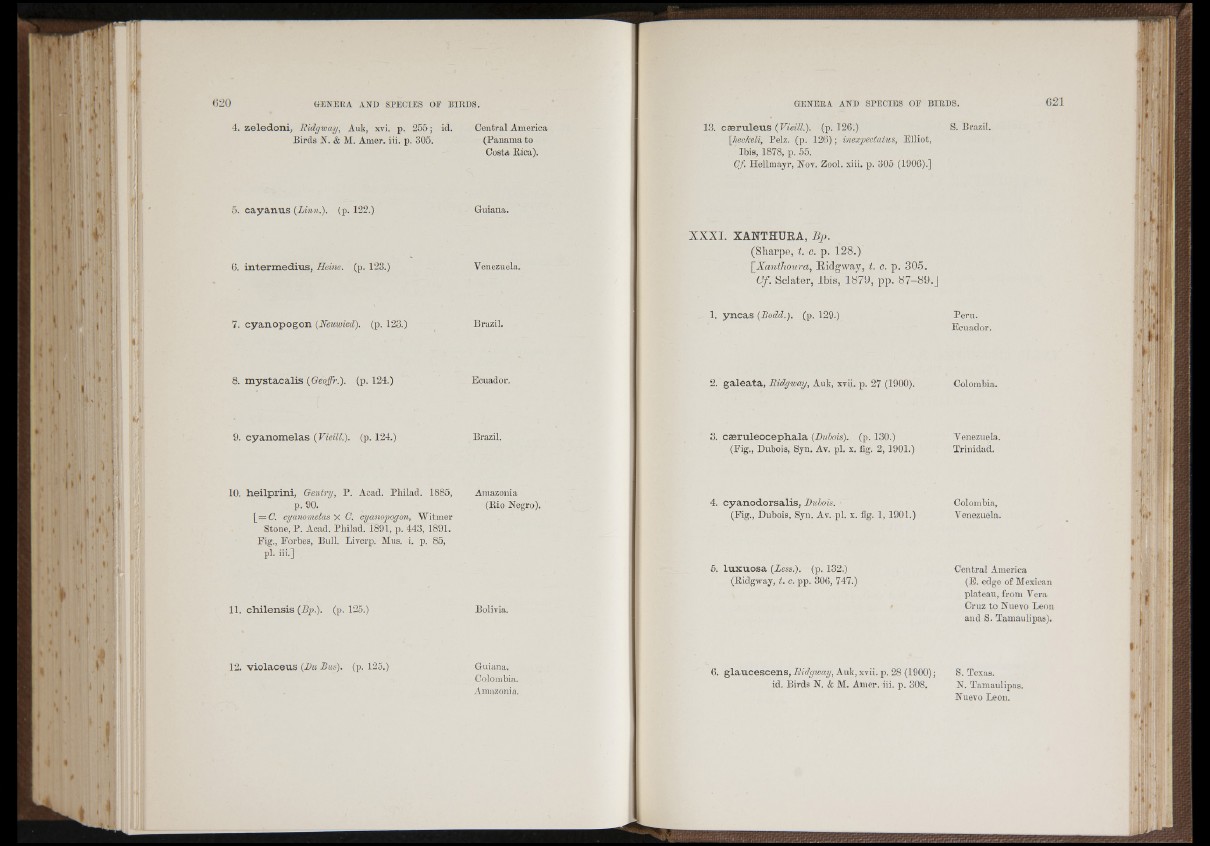 620 GENERA AND SPECIES OF BIRDS.
4. zeledoni, Ridgway, Auk, xvi. p. 255; id. Central America
Birds N. & M. Amer. iii. p. 305. (Panama to
Costa Rica).
5. cayanus (Linn.). (p. 122.) Guiana.
6. intermedius, Heine. (p. 123.) Venezuela.
7. cyanopogon (Neuwied). (p. 123.) Brazil.
8. mystacalis (Geoffr.). (p. 124.) Ecuador.
9. cyanomelas (Vieill.). (p. 124.) Brazil.
10. heilprini, Gentry, P. Acad. Philad. 1885, Amazonia
p. 90. (Rio Negro).
[=C. cyanomelas × C. cyanopogon, Witmer
Stone, P. Acad. Philad. 1891, p. 443, 1891.
Fig., Forbes, Bull. Liverp. Mus. i. p. 85,
pl. iii.]
11. chilensis (Bp.). (p. 125.) Bolivia.
12. violaceus (Du Bus). (p. 125.) Guiana.
Colombia.
Amazonia.
GENERA AND SPECIES OF BIRDS. 621
13. cæruleus (Vieill.). (p. 126.) S. Brazil.
[heckeli, Pelz. (p. 126); inexpectatus, Elliot,
Ibis, 1878, p. 55.
Cf. Hellmayr, Nov. Zool. xiii. p. 305 (1906).]
XXXI. XANTHURA, Bp.
(Sharpe, t. c. p. 128.)
[Xanthoura, Ridgway, t. c. p. 305.
Cf. Sclater, Ibis, 1879, pp. 87–89.]
1. yncas (Bodd.). (p. 129.) Peru.
Ecuador.
2. galeata, Ridgway, Auk, xvii. p. 27 (1900). Colombia.
3. cæruleocephala (Dubois). (p. 130.) Venezuela.
(Fig., Dubois, Syn. Av. pl. x. fig. 2, 1901.) Trinidad.
4. cyanodorsalis, Dubois. Colombia,
(Fig., Dubois, Syn. Av. pl. x. fig. 1, 1901.) Venezuela.
5. luxuosa (Less.). (p. 132.) Central America
(Ridgway, t. c. pp. 306, 747.) (E. edge of Mexican
plateau, from Vera
Cruz to Nuevo Leon
and S. Tamaulipas).
6. glaucescens, Ridgway, Auk, xvii. p. 28 (1900); S. Texas.
id. Birds N. & M. Amer. iii. p. 308. N. Tamaulipas.
Nuevo Leon.